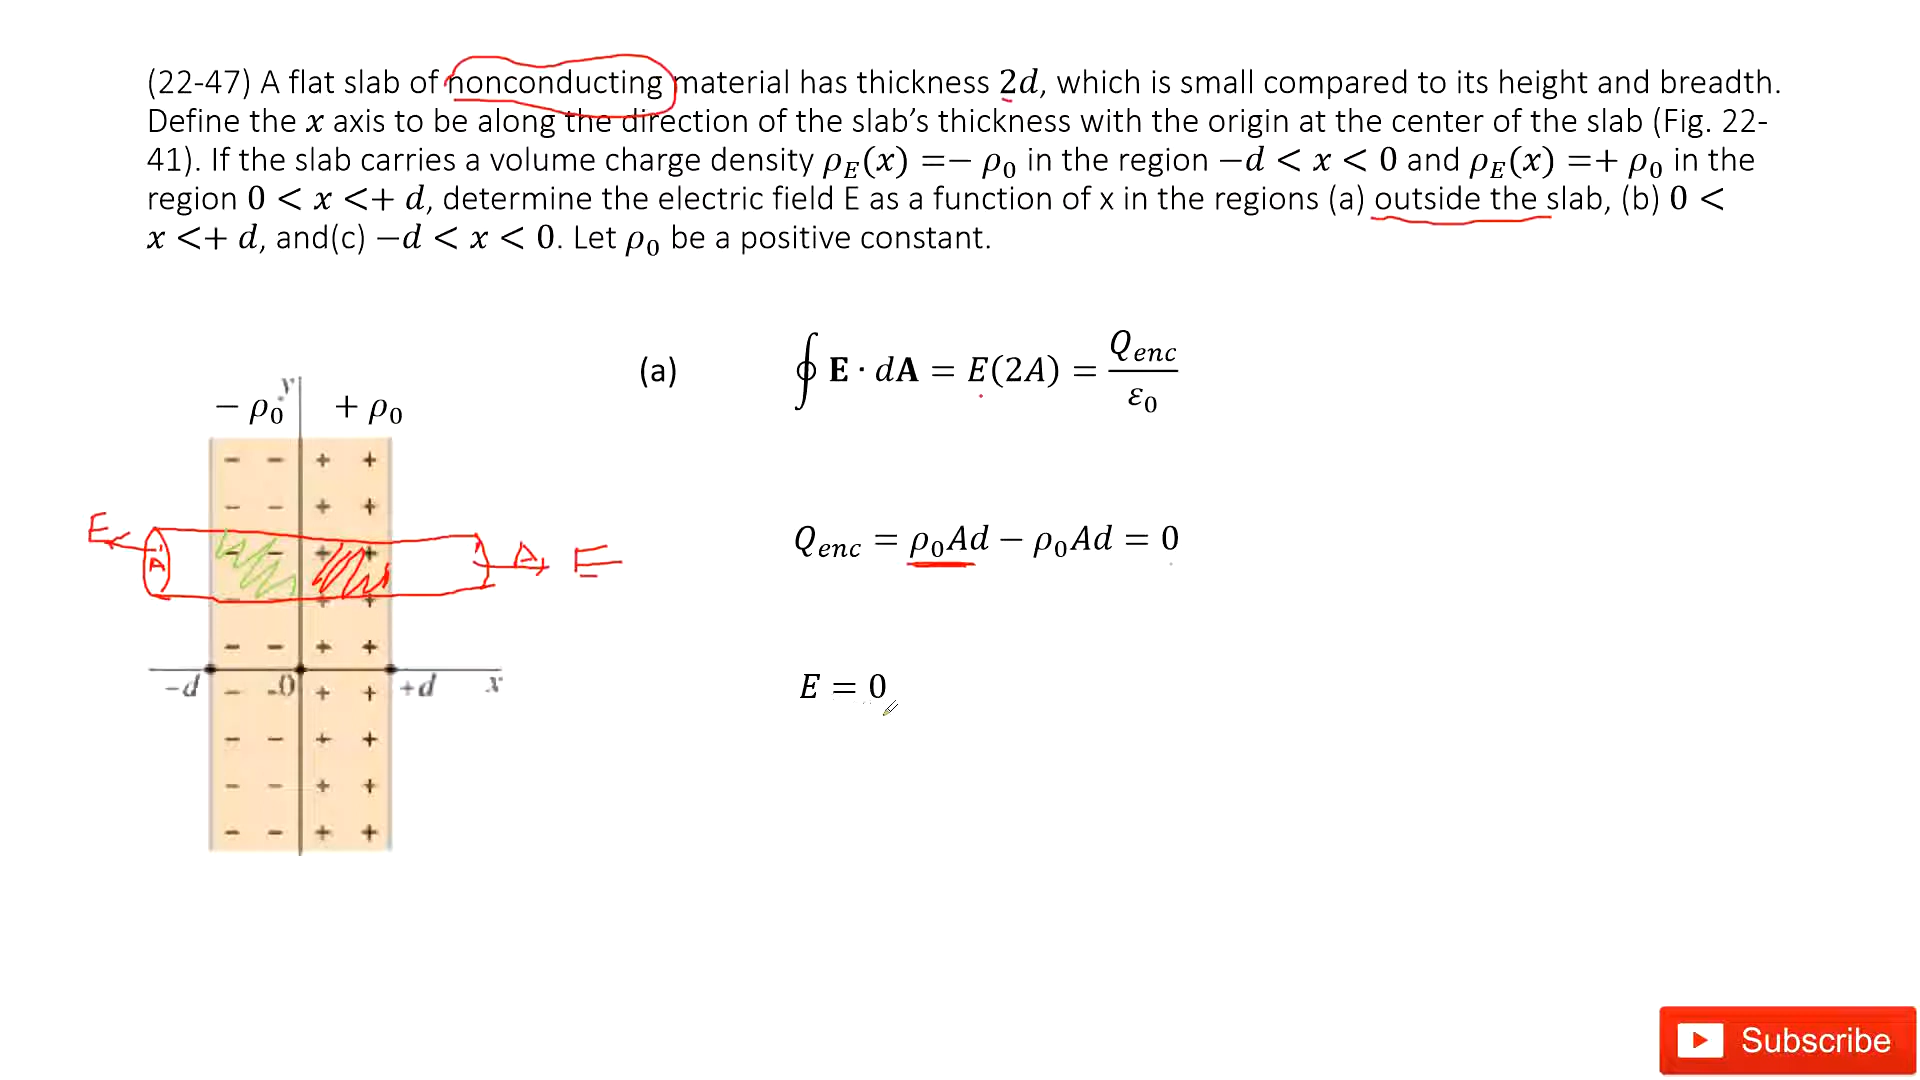 (22-47) A flat slab of nonconducting material has thickness 2d, which is small compared to its height and breadth.
Define the x axis to be along the direction of the slab’s thickness with the origin at the center of the slab (Fig. 22-
41). If the slab carries a volume charge density ρ_E(x) =− ρ₀ in the region −d < x < 0 and ρ_E(x) =+ ρ₀ in the
region 0 < x <+ d, determine the electric field E as a function of x in the regions (a) outside the slab, (b) 0 <
x <+ d, and(c) −d < x < 0. Let ρ₀ be a positive constant.
(a) ∮ E · dA = E(2A) = Q_enc / ε₀
y
− ρ₀ + ρ₀
Q_enc = ρ₀Ad − ρ₀Ad = 0
E A A E
E = 0
−d 0 +d x
Subscribe